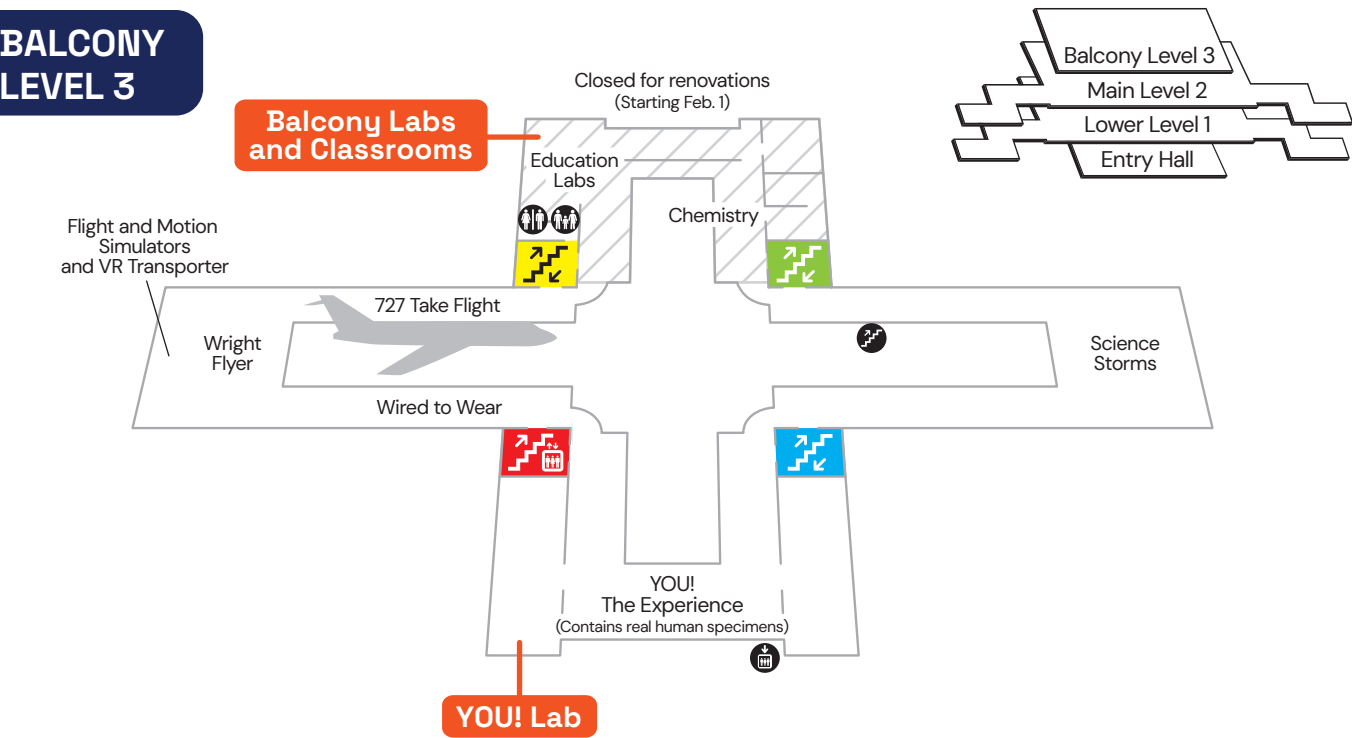 BALCONY
LEVEL 3
Balcony Level 3
Main Level 2
Lower Level 1
Entry Hall
Closed for renovations
(Starting Feb. 1)
Balcony Labs
and Classrooms
Education
Labs
Chemistry
Flight and Motion
Simulators
and VR Transporter
727 Take Flight
Wright
Flyer
Science
Storms
Wired to Wear
YOU!
The Experience
(Contains real human specimens)
YOU! Lab